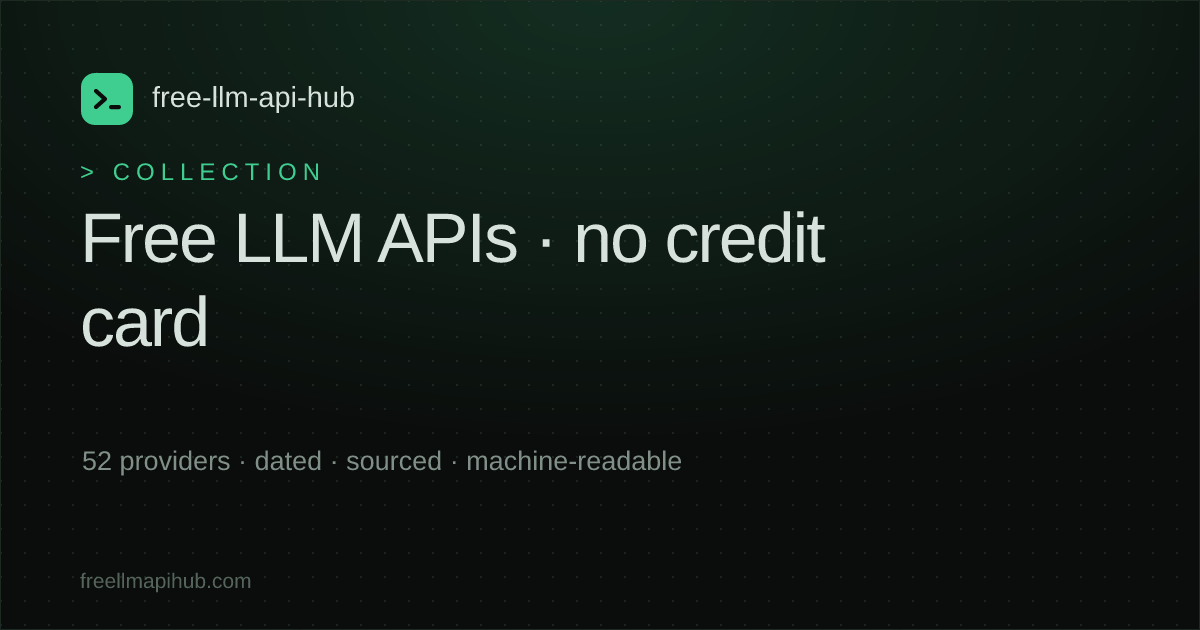 free-llm-api-hub
> COLLECTION
Free LLM APIs · no credit
card
52 providers · dated · sourced · machine-readable
freellmapihub.com